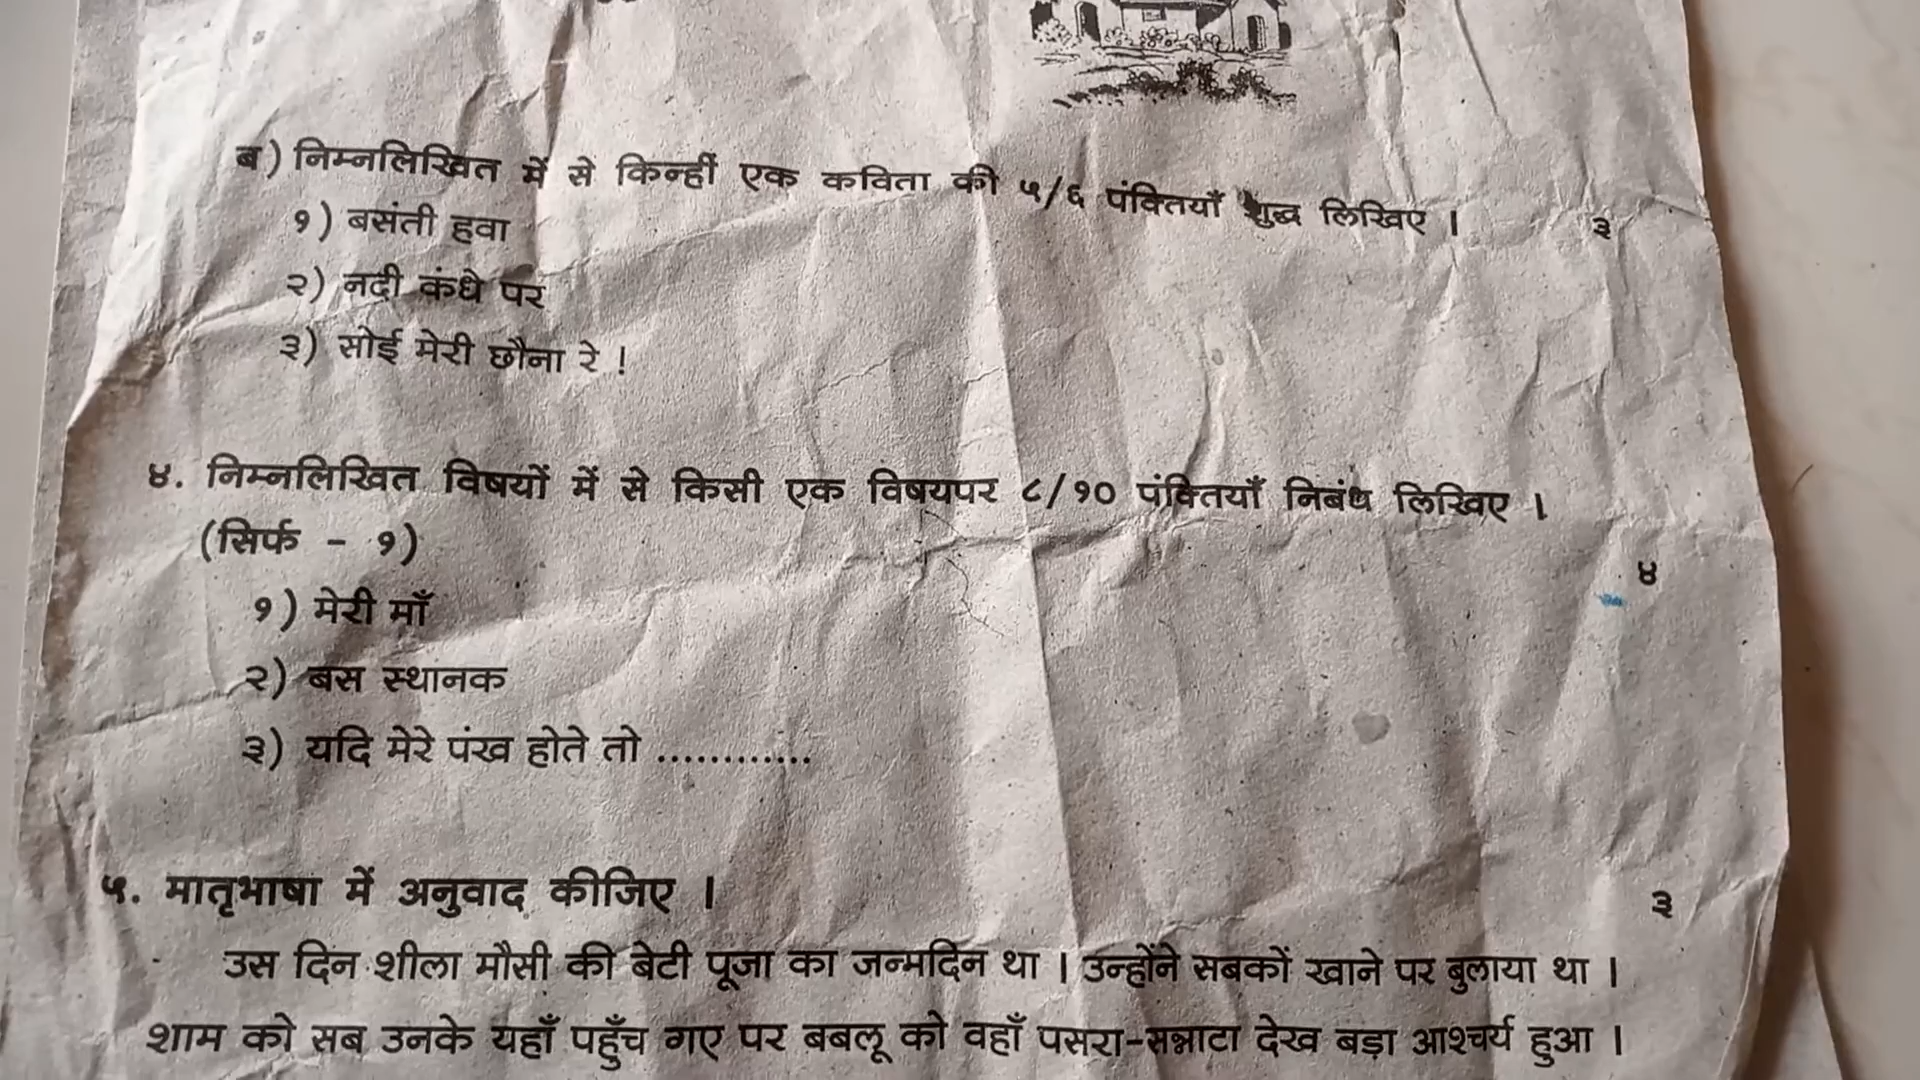 ब) निम्नलिखित में से किन्हीं एक कविता की ५/६ पंक्तियाँ शुद्ध लिखिए । ३
१) बसंती हवा
२) नदी कंधे पर
३) सोई मेरी छौना रे !
४. निम्नलिखित विषयों में से किसी एक विषयपर ८/१० पंक्तियाँ निबंध लिखिए ।
(सिर्फ - १) ४
१) मेरी माँ
२) बस स्थानक
३) यदि मेरे पंख होते तो ............
५. मातृभाषा में अनुवाद कीजिए । ३
उस दिन शीला मौसी की बेटी पूजा का जन्मदिन था । उन्होंने सबकों खाने पर बुलाया था ।
शाम को सब उनके यहाँ पहुँच गए पर बबलू को वहाँ पसरा-सन्नाटा देख बड़ा आश्चर्य हुआ ।